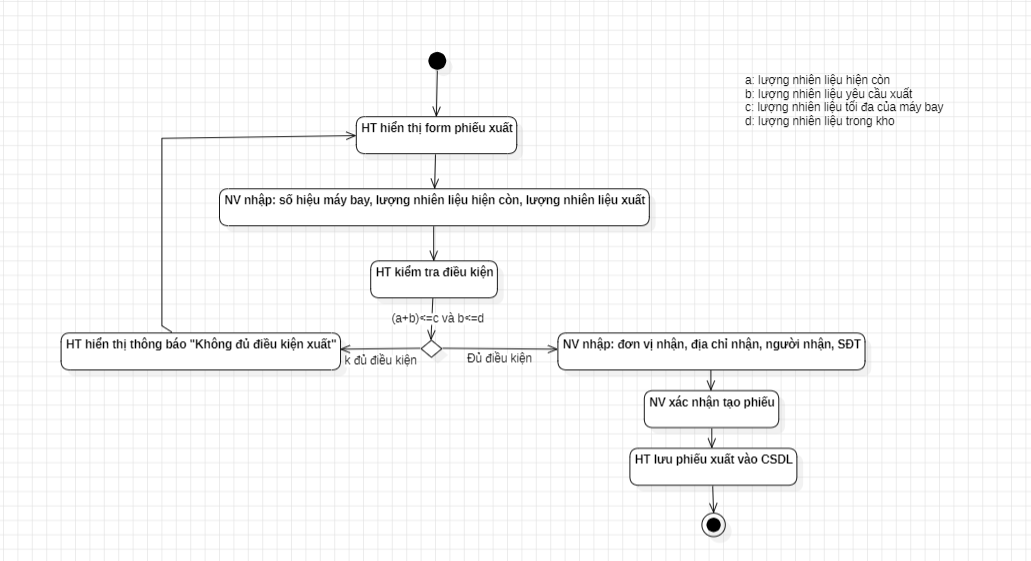 a: lượng nhiên liệu hiện còn
b: lượng nhiên liệu yêu cầu xuất
c: lượng nhiên liệu tối đa của máy bay
d: lượng nhiên liệu trong kho
HT hiển thị form phiếu xuất
NV nhập: số hiệu máy bay, lượng nhiên liệu hiện còn, lượng nhiên liệu xuất
HT kiểm tra điều kiện
(a+b)<=c và b<=d
HT hiển thị thông báo "Không đủ điều kiện xuất"
k đủ điều kiện
Đủ điều kiện
NV nhập: đơn vị nhận, địa chỉ nhận, người nhận, SĐT
NV xác nhận tạo phiếu
HT lưu phiếu xuất vào CSDL